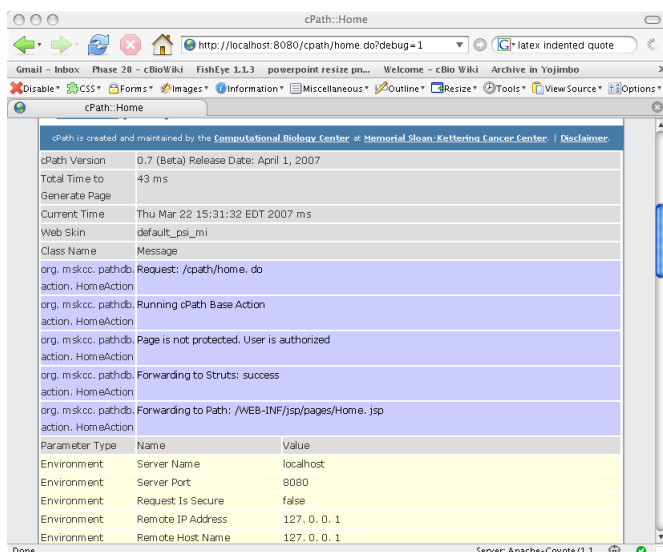 cPath::Home
http://localhost:8080/cpath/home.do?debug=1
latex indented quote
Gmail - Inbox Phase 20 - cBioWiki FishEye 1.1.3 powerpoint resize pn... Welcome - cBio Wiki Archive in Yojimbo
Disable CSS Forms Images Information Miscellaneous Outline Resize Tools View Source Options
cPath::Home
cPath is created and maintained by the Computational Biology Center at Memorial Sloan-Kettering Cancer Center. | Disclaimer.
cPath Version 0.7 (Beta) Release Date: April 1, 2007
Total Time to 43 ms
Generate Page
Current Time Thu Mar 22 15:31:32 EDT 2007 ms
Web Skin default_psi_mi
Class Name Message
org. mskcc. pathdb. Request: /cpath/home. do
action. HomeAction
org. mskcc. pathdb. Running cPath Base Action
action. HomeAction
org. mskcc. pathdb. Page is not protected. User is authorized
action. HomeAction
org. mskcc. pathdb. Forwarding to Struts: success
action. HomeAction
org. mskcc. pathdb. Forwarding to Path: /WEB-INF/jsp/pages/Home. jsp
action. HomeAction
Parameter Type Name Value
Environment Server Name localhost
Environment Server Port 8080
Environment Request Is Secure false
Environment Remote IP Address 127. 0. 0. 1
Environment Remote Host Name 127. 0. 0. 1
Done Server: Apache-Coyote/1.1